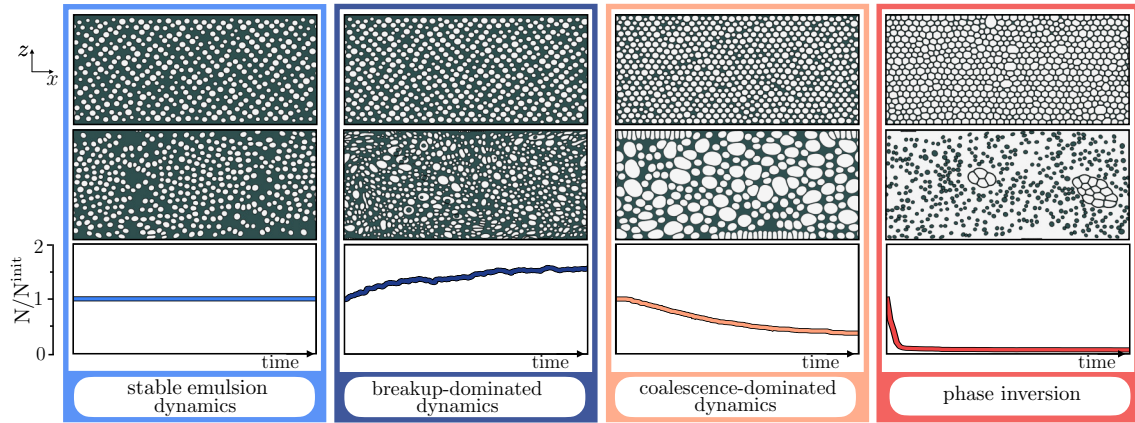 z
x
N/N^init
2
1
0
time
time
time
time
stable emulsion
dynamics
breakup-dominated
dynamics
coalescence-dominated
dynamics
phase inversion